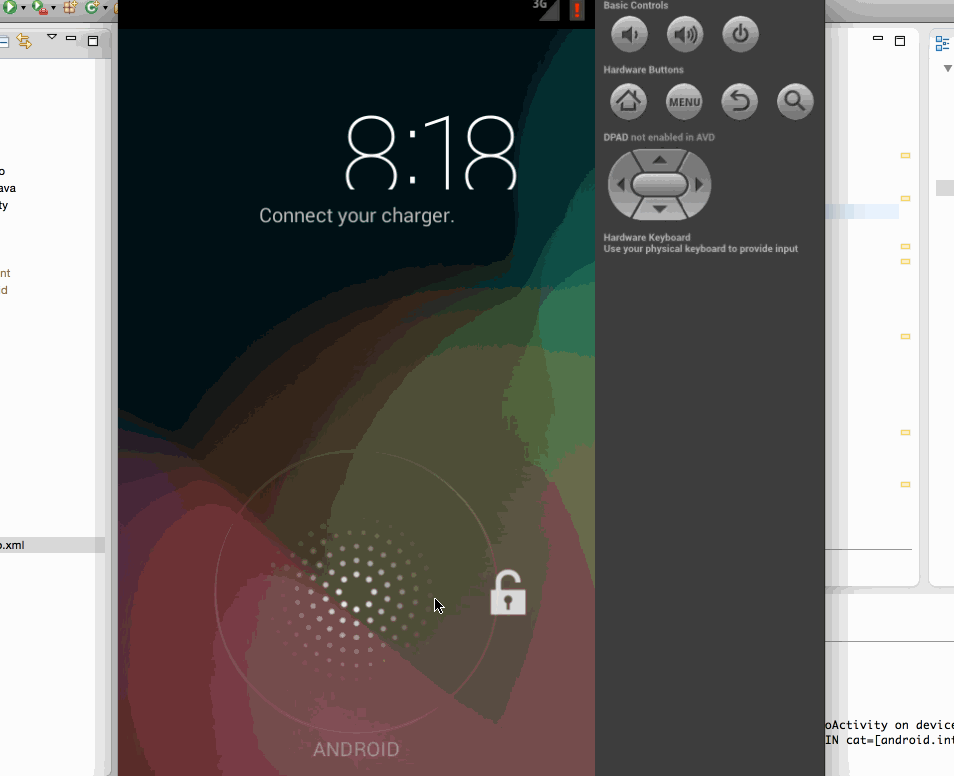 3G
8:18
Connect your charger.
ANDROID
Basic Controls
Hardware Buttons
MENU
DPAD not enabled in AVD
Hardware Keyboard
Use your physical keyboard to provide input
o
ava
ty
nt
d
o.xml
oActivity on device
IN cat=[android.int